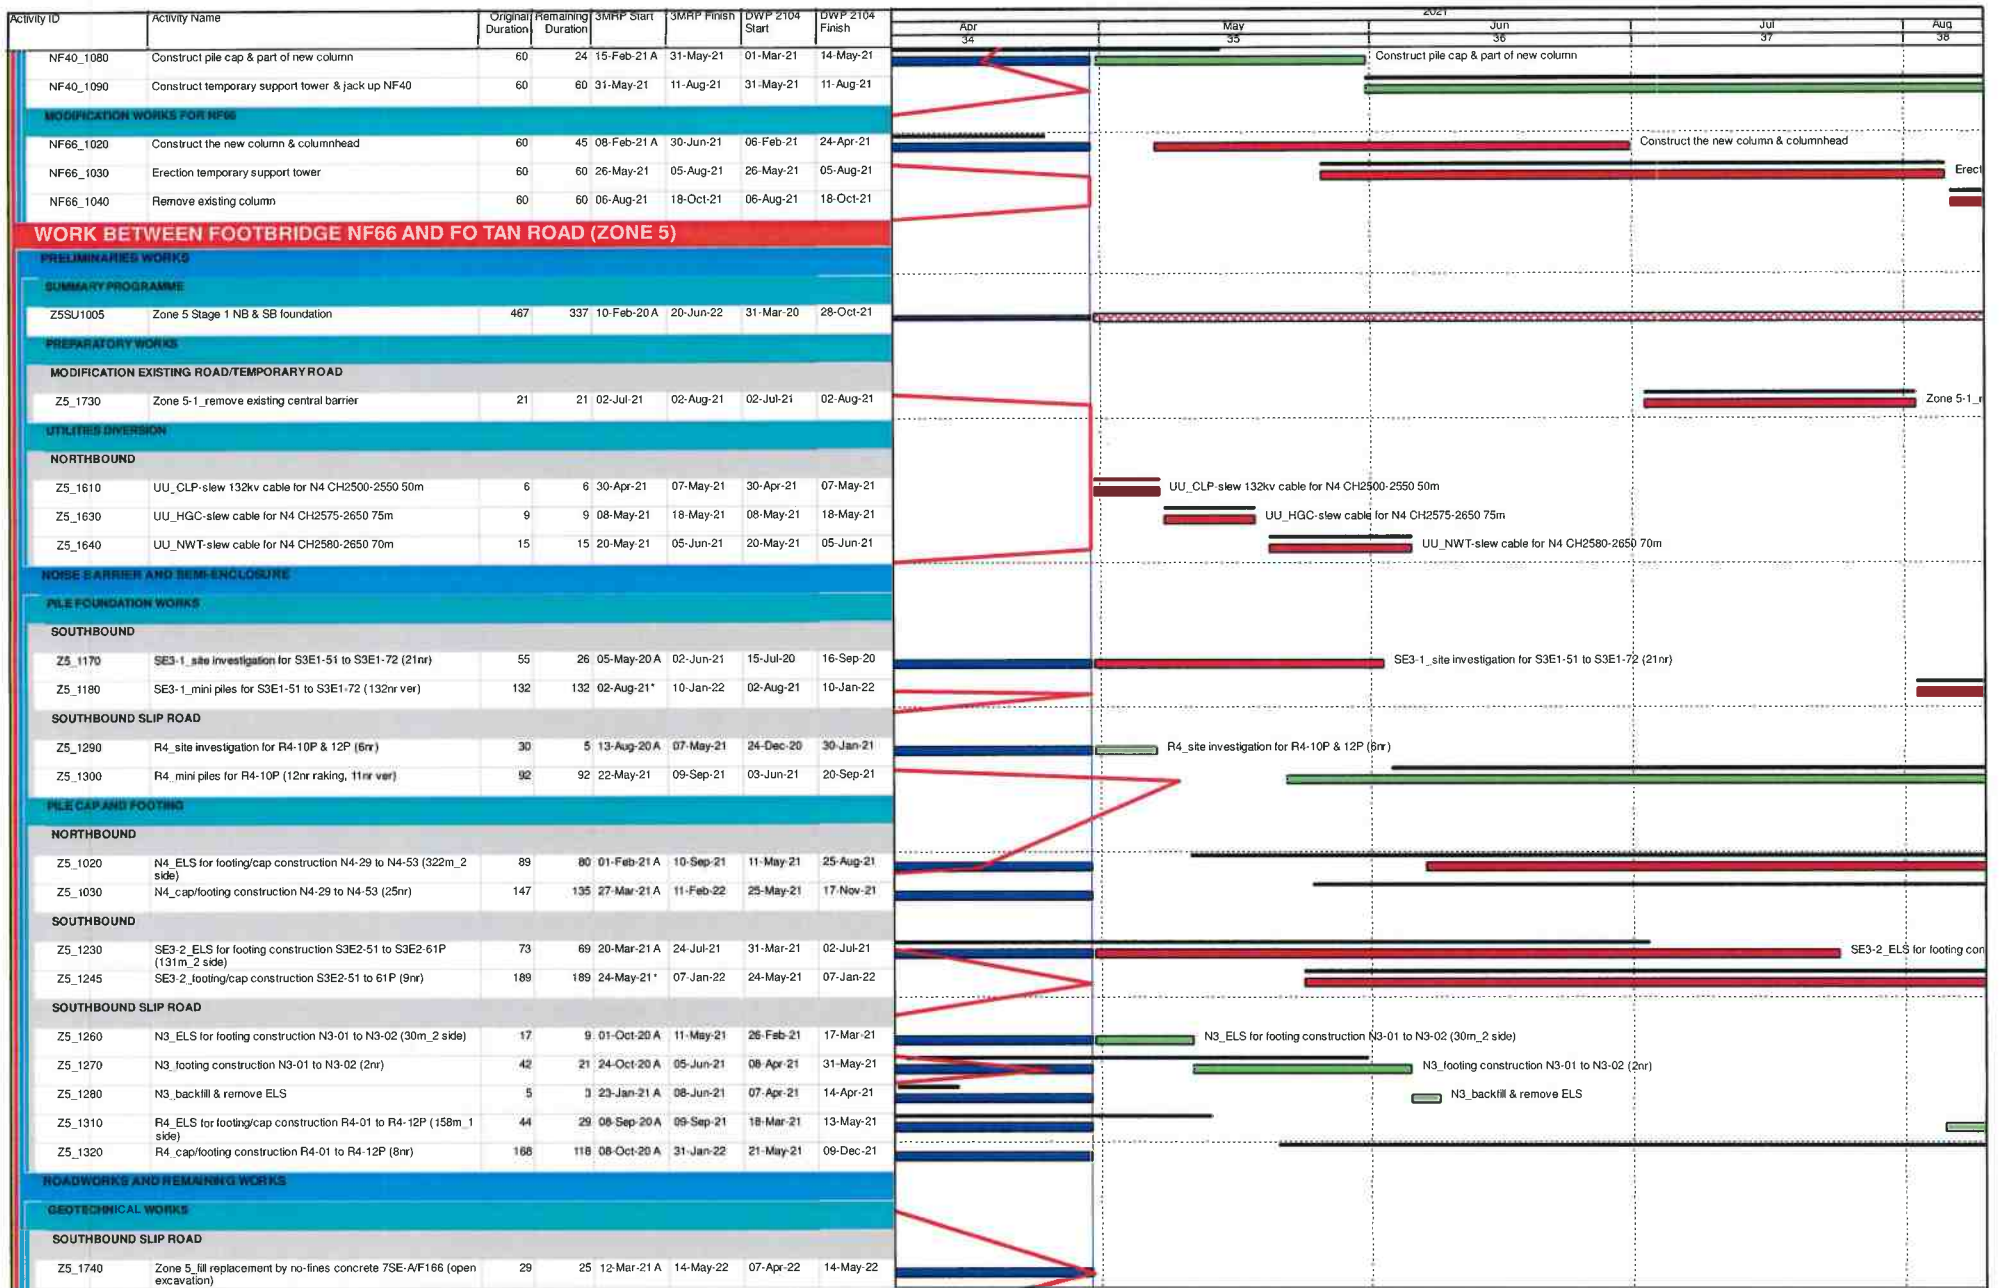 Activity ID Activity Name Original Duration Remaining Duration 3MRP Start 3MRP Finish DWP 2104 Start DWP 2104 Finish
2021
Apr May Jun Jul Aug
34 35 36 37 38
NF40_1080 Construct pile cap & part of new column 60 24 15-Feb-21 A 31-May-21 01-Mar-21 14-May-21 Construct pile cap & part of new column
NF40_1090 Construct temporary support tower & jack up NF40 60 60 31-May-21 11-Aug-21 31-May-21 11-Aug-21
MODIFICATION WORKS FOR NF66
NF66_1020 Construct the new column & columnhead 60 45 08-Feb-21 A 30-Jun-21 06-Feb-21 24-Apr-21 Construct the new column & columnhead
NF66_1030 Erection temporary support tower 60 60 26-May-21 05-Aug-21 26-May-21 05-Aug-21 Erect
NF66_1040 Remove existing column 60 60 06-Aug-21 18-Oct-21 06-Aug-21 18-Oct-21
WORK BETWEEN FOOTBRIDGE NF66 AND FO TAN ROAD (ZONE 5)
PRELIMINARIES WORKS
SUMMARY PROGRAMME
Z5SU1005 Zone 5 Stage 1 NB & SB foundation 467 337 10-Feb-20 A 20-Jun-22 31-Mar-20 28-Oct-21
PREPARATORY WORKS
MODIFICATION EXISTING ROAD/TEMPORARY ROAD
Z5_1730 Zone 5-1_remove existing central barrier 21 21 02-Jul-21 02-Aug-21 02-Jul-21 02-Aug-21 Zone 5-1_r
UTILITIES DIVERSION
NORTHBOUND
Z5_1610 UU_CLP-slew 132kv cable for N4 CH2500-2550 50m 6 6 30-Apr-21 07-May-21 30-Apr-21 07-May-21 UU_CLP-slew 132kv cable for N4 CH2500-2550 50m
Z5_1630 UU_HGC-slew cable for N4 CH2575-2650 75m 9 9 08-May-21 18-May-21 08-May-21 18-May-21 UU_HGC-slew cable for N4 CH2575-2650 75m
Z5_1640 UU_NWT-slew cable for N4 CH2580-2650 70m 15 15 20-May-21 05-Jun-21 20-May-21 05-Jun-21 UU_NWT-slew cable for N4 CH2580-2650 70m
NOISE BARRIER AND SEMI-ENCLOSURE
PILE FOUNDATION WORKS
SOUTHBOUND
Z5_1170 SE3-1_site investigation for S3E1-51 to S3E1-72 (21nr) 55 26 05-May-20 A 02-Jun-21 15-Jul-20 16-Sep-20 SE3-1_site investigation for S3E1-51 to S3E1-72 (21nr)
Z5_1180 SE3-1_mini piles for S3E1-51 to S3E1-72 (132nr ver) 132 132 02-Aug-21* 10-Jan-22 02-Aug-21 10-Jan-22
SOUTHBOUND SLIP ROAD
Z5_1290 R4_site investigation for R4-10P & 12P (6nr) 30 5 13-Aug-20 A 07-May-21 24-Dec-20 30-Jan-21 R4_site investigation for R4-10P & 12P (6nr)
Z5_1300 R4_mini piles for R4-10P (12nr raking, 11nr ver) 92 92 22-May-21 09-Sep-21 03-Jun-21 20-Sep-21
PILE CAP AND FOOTING
NORTHBOUND
Z5_1020 N4_ELS for footing/cap construction N4-29 to N4-53 (322m_2 side) 89 80 01-Feb-21 A 10-Sep-21 11-May-21 25-Aug-21
Z5_1030 N4_cap/footing construction N4-29 to N4-53 (25nr) 147 135 27-Mar-21 A 11-Feb-22 25-May-21 17-Nov-21
SOUTHBOUND
Z5_1230 SE3-2_ELS for footing construction S3E2-51 to S3E2-61P (131m_2 side) 73 69 20-Mar-21 A 24-Jul-21 31-Mar-21 02-Jul-21 SE3-2_ELS for footing con
Z5_1245 SE3-2_footing/cap construction S3E2-51 to 61P (9nr) 189 189 24-May-21* 07-Jan-22 24-May-21 07-Jan-22
SOUTHBOUND SLIP ROAD
Z5_1260 N3_ELS for footing construction N3-01 to N3-02 (30m_2 side) 17 9 01-Oct-20 A 11-May-21 26-Feb-21 17-Mar-21 N3_ELS for footing construction N3-01 to N3-02 (30m_2 side)
Z5_1270 N3_footing construction N3-01 to N3-02 (2nr) 42 21 24-Oct-20 A 05-Jun-21 08-Apr-21 31-May-21 N3_footing construction N3-01 to N3-02 (2nr)
Z5_1280 N3_backfill & remove ELS 5 3 23-Jan-21 A 08-Jun-21 07-Apr-21 14-Apr-21 N3_backfill & remove ELS
Z5_1310 R4_ELS for footing/cap construction R4-01 to R4-12P (158m_1 side) 44 29 08-Sep-20 A 09-Sep-21 18-Mar-21 13-May-21
Z5_1320 R4_cap/footing construction R4-01 to R4-12P (8nr) 168 118 08-Oct-20 A 31-Jan-22 21-May-21 09-Dec-21
ROADWORKS AND REMAINING WORKS
GEOTECHNICAL WORKS
SOUTHBOUND SLIP ROAD
Z5_1740 Zone 5_fill replacement by no-fines concrete 7SE-A/F166 (open excavation) 29 25 12-Mar-21 A 14-May-22 07-Apr-22 14-May-22